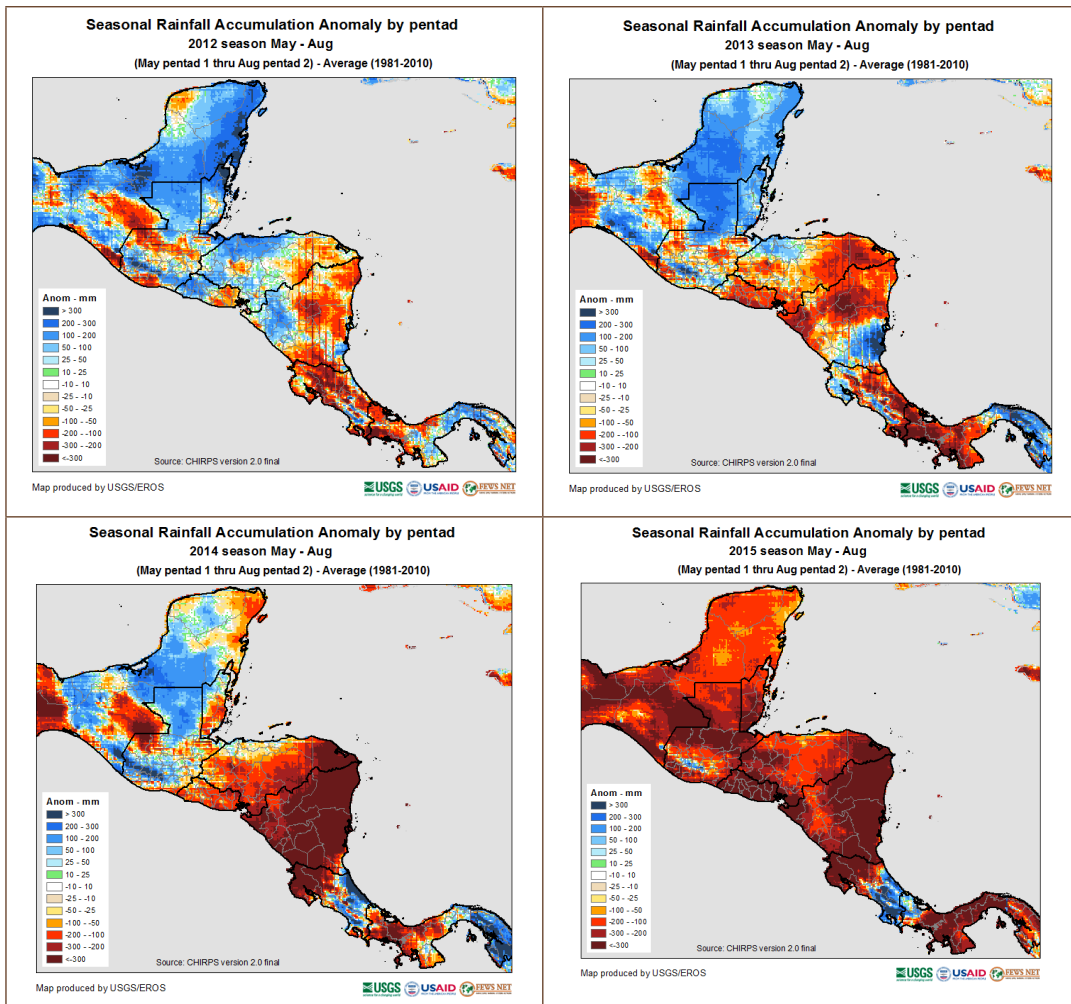 Seasonal Rainfall Accumulation Anomaly by pentad
2012 season May - Aug
(May pentad 1 thru Aug pentad 2) - Average (1981-2010)
Anom - mm
> 300
200 - 300
100 - 200
50 - 100
25 - 50
10 - 25
-10 - 10
-25 - -10
-50 - -25
-100 - -50
-200 - -100
-300 - -200
<-300
Source: CHIRPS version 2.0 final
Map produced by USGS/EROS
USGS
USAID
FEWS NET
Seasonal Rainfall Accumulation Anomaly by pentad
2013 season May - Aug
(May pentad 1 thru Aug pentad 2) - Average (1981-2010)
Anom - mm
> 300
200 - 300
100 - 200
50 - 100
25 - 50
10 - 25
-10 - 10
-25 - -10
-50 - -25
-100 - -50
-200 - -100
-300 - -200
<-300
Source: CHIRPS version 2.0 final
Map produced by USGS/EROS
USGS
USAID
FEWS NET
Seasonal Rainfall Accumulation Anomaly by pentad
2014 season May - Aug
(May pentad 1 thru Aug pentad 2) - Average (1981-2010)
Anom - mm
> 300
200 - 300
100 - 200
50 - 100
25 - 50
10 - 25
-10 - 10
-25 - -10
-50 - -25
-100 - -50
-200 - -100
-300 - -200
<-300
Source: CHIRPS version 2.0 final
Map produced by USGS/EROS
USGS
USAID
FEWS NET
Seasonal Rainfall Accumulation Anomaly by pentad
2015 season May - Aug
(May pentad 1 thru Aug pentad 2) - Average (1981-2010)
Anom - mm
> 300
200 - 300
100 - 200
50 - 100
25 - 50
10 - 25
-10 - 10
-25 - -10
-50 - -25
-100 - -50
-200 - -100
-300 - -200
<-300
Source: CHIRPS version 2.0 final
Map produced by USGS/EROS
USGS
USAID
FEWS NET